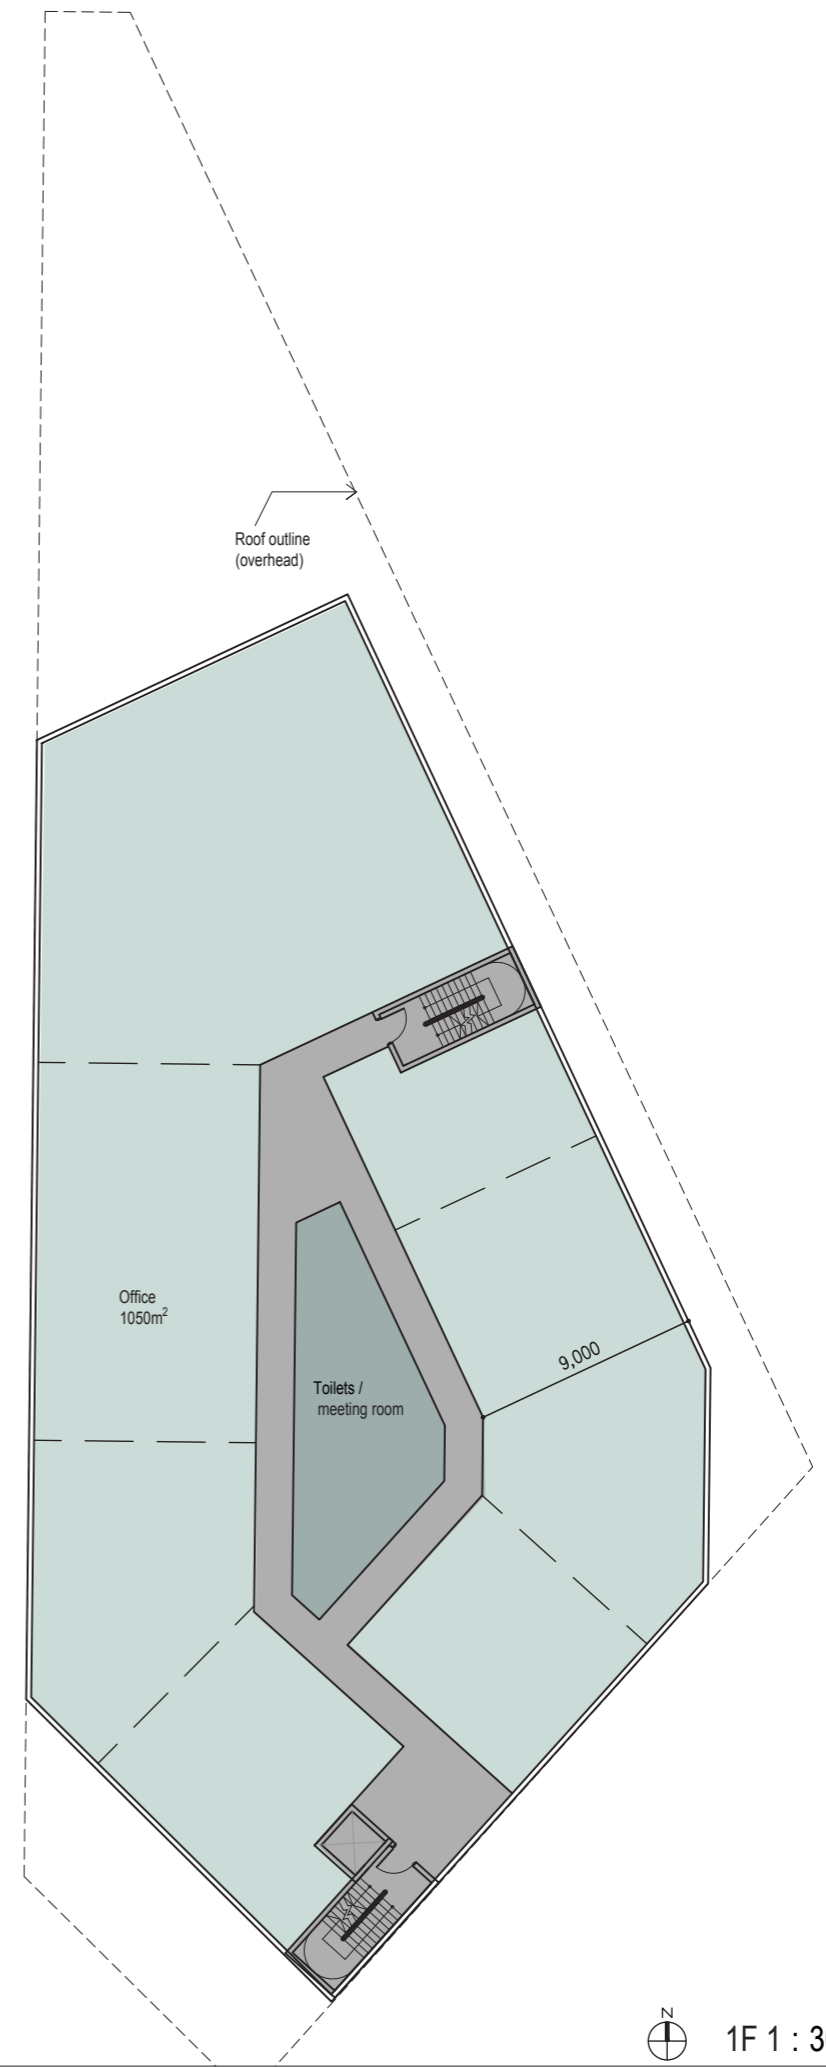 Roof outline
(overhead)
Office
1050m²
9,000
Toilets /
meeting room
N
1F 1 : 3